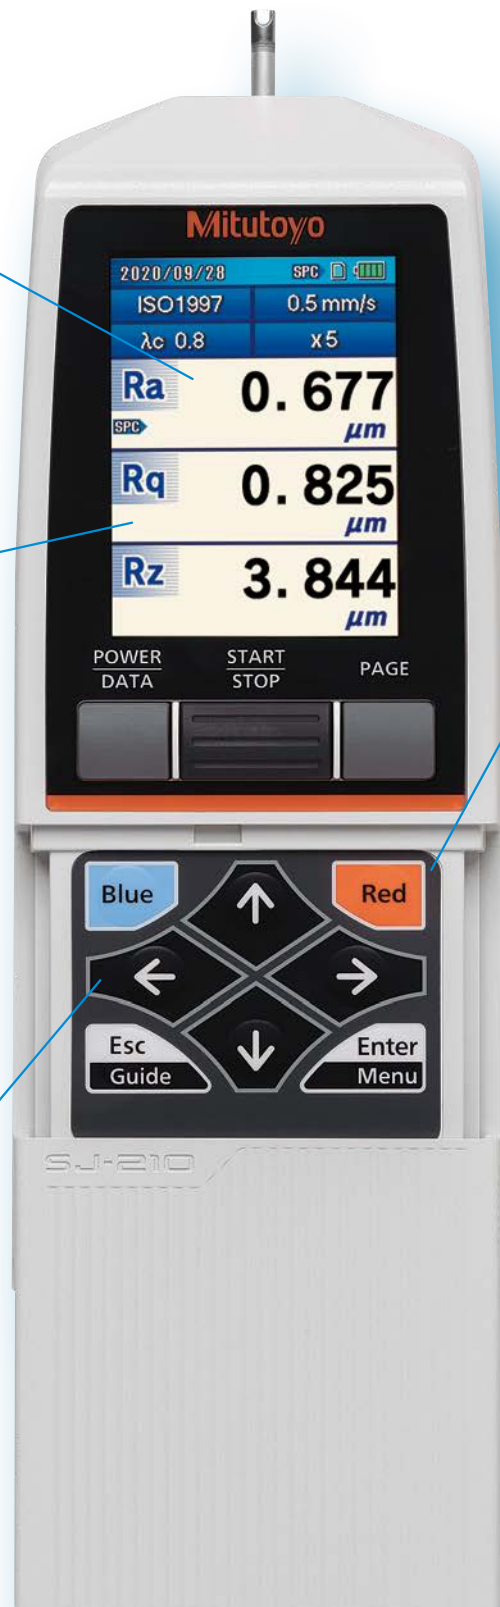 Mitutoyo
2020/09/28 SPC
ISO1997 0.5 mm/s
λc 0.8 x5
Ra 0.677
SPC μm
Rq 0.825
μm
Rz 3.844
μm
POWER START PAGE
DATA STOP
Blue Red
Esc Enter
Guide Menu
SJ-210